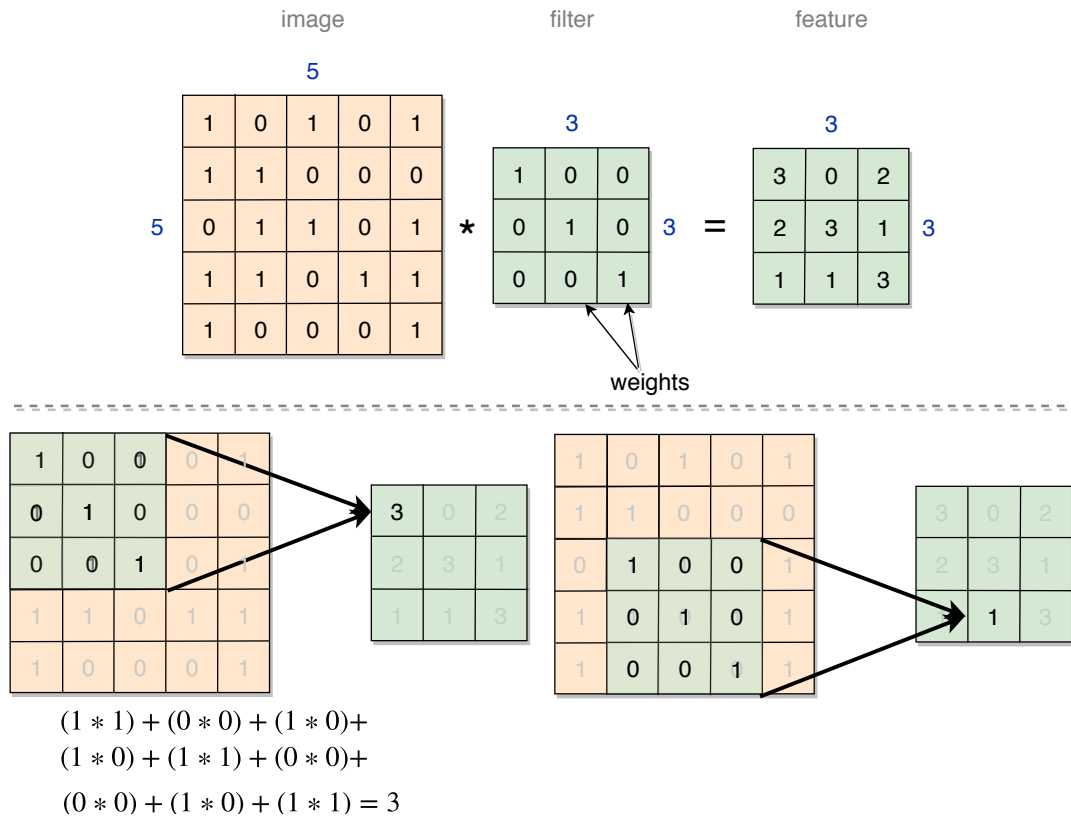 image filter feature
5
3 3
1 0 1 0 1
1 1 0 0 0
0 1 1 0 1
1 1 0 1 1
1 0 0 0 1
5
*
1 0 0
0 1 0
0 0 1
3
=
3 0 2
2 3 1
1 1 3
3
weights
1 0 0 0 1
0 1 0 0 0
0 0 1 0 1
1 1 0 1 1
1 0 0 0 1
3 0 2
2 3 1
1 1 3
1 0 1 0 1
1 1 0 0 0
0 1 0 0 1
1 0 1 0 1
1 0 0 1 1
3 0 2
2 3 1
1 3
(1 * 1) + (0 * 0) + (1 * 0)+
(1 * 0) + (1 * 1) + (0 * 0)+
(0 * 0) + (1 * 0) + (1 * 1) = 3